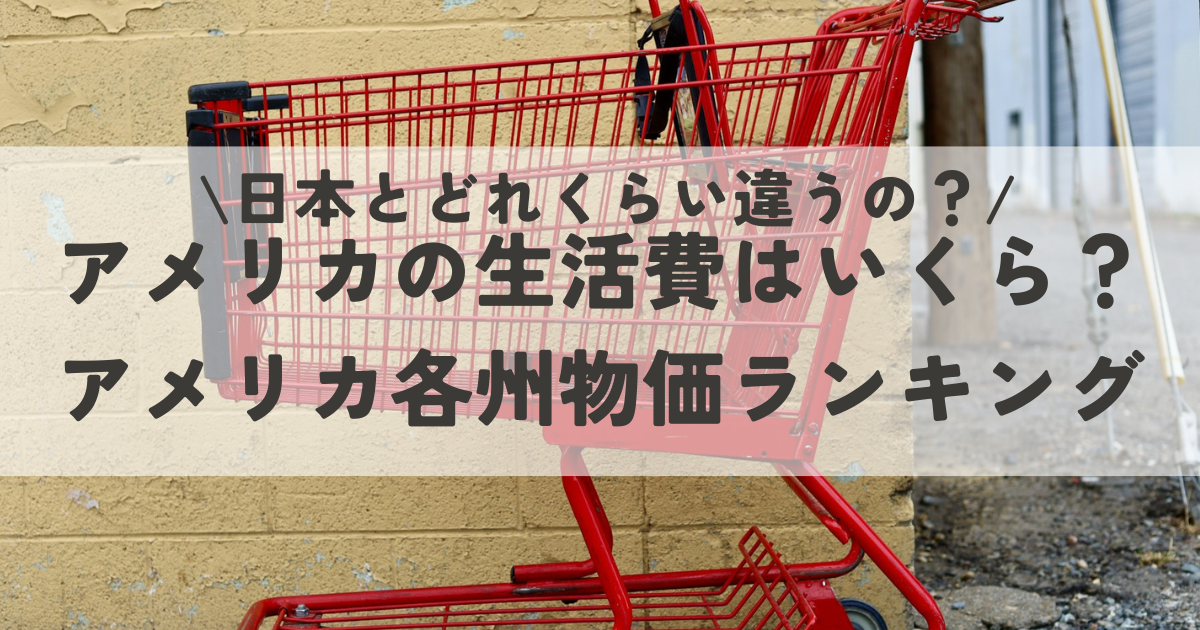 \日本とどれくらい違うの？/
アメリカの生活費はいくら？
アメリカ各州物価ランキング